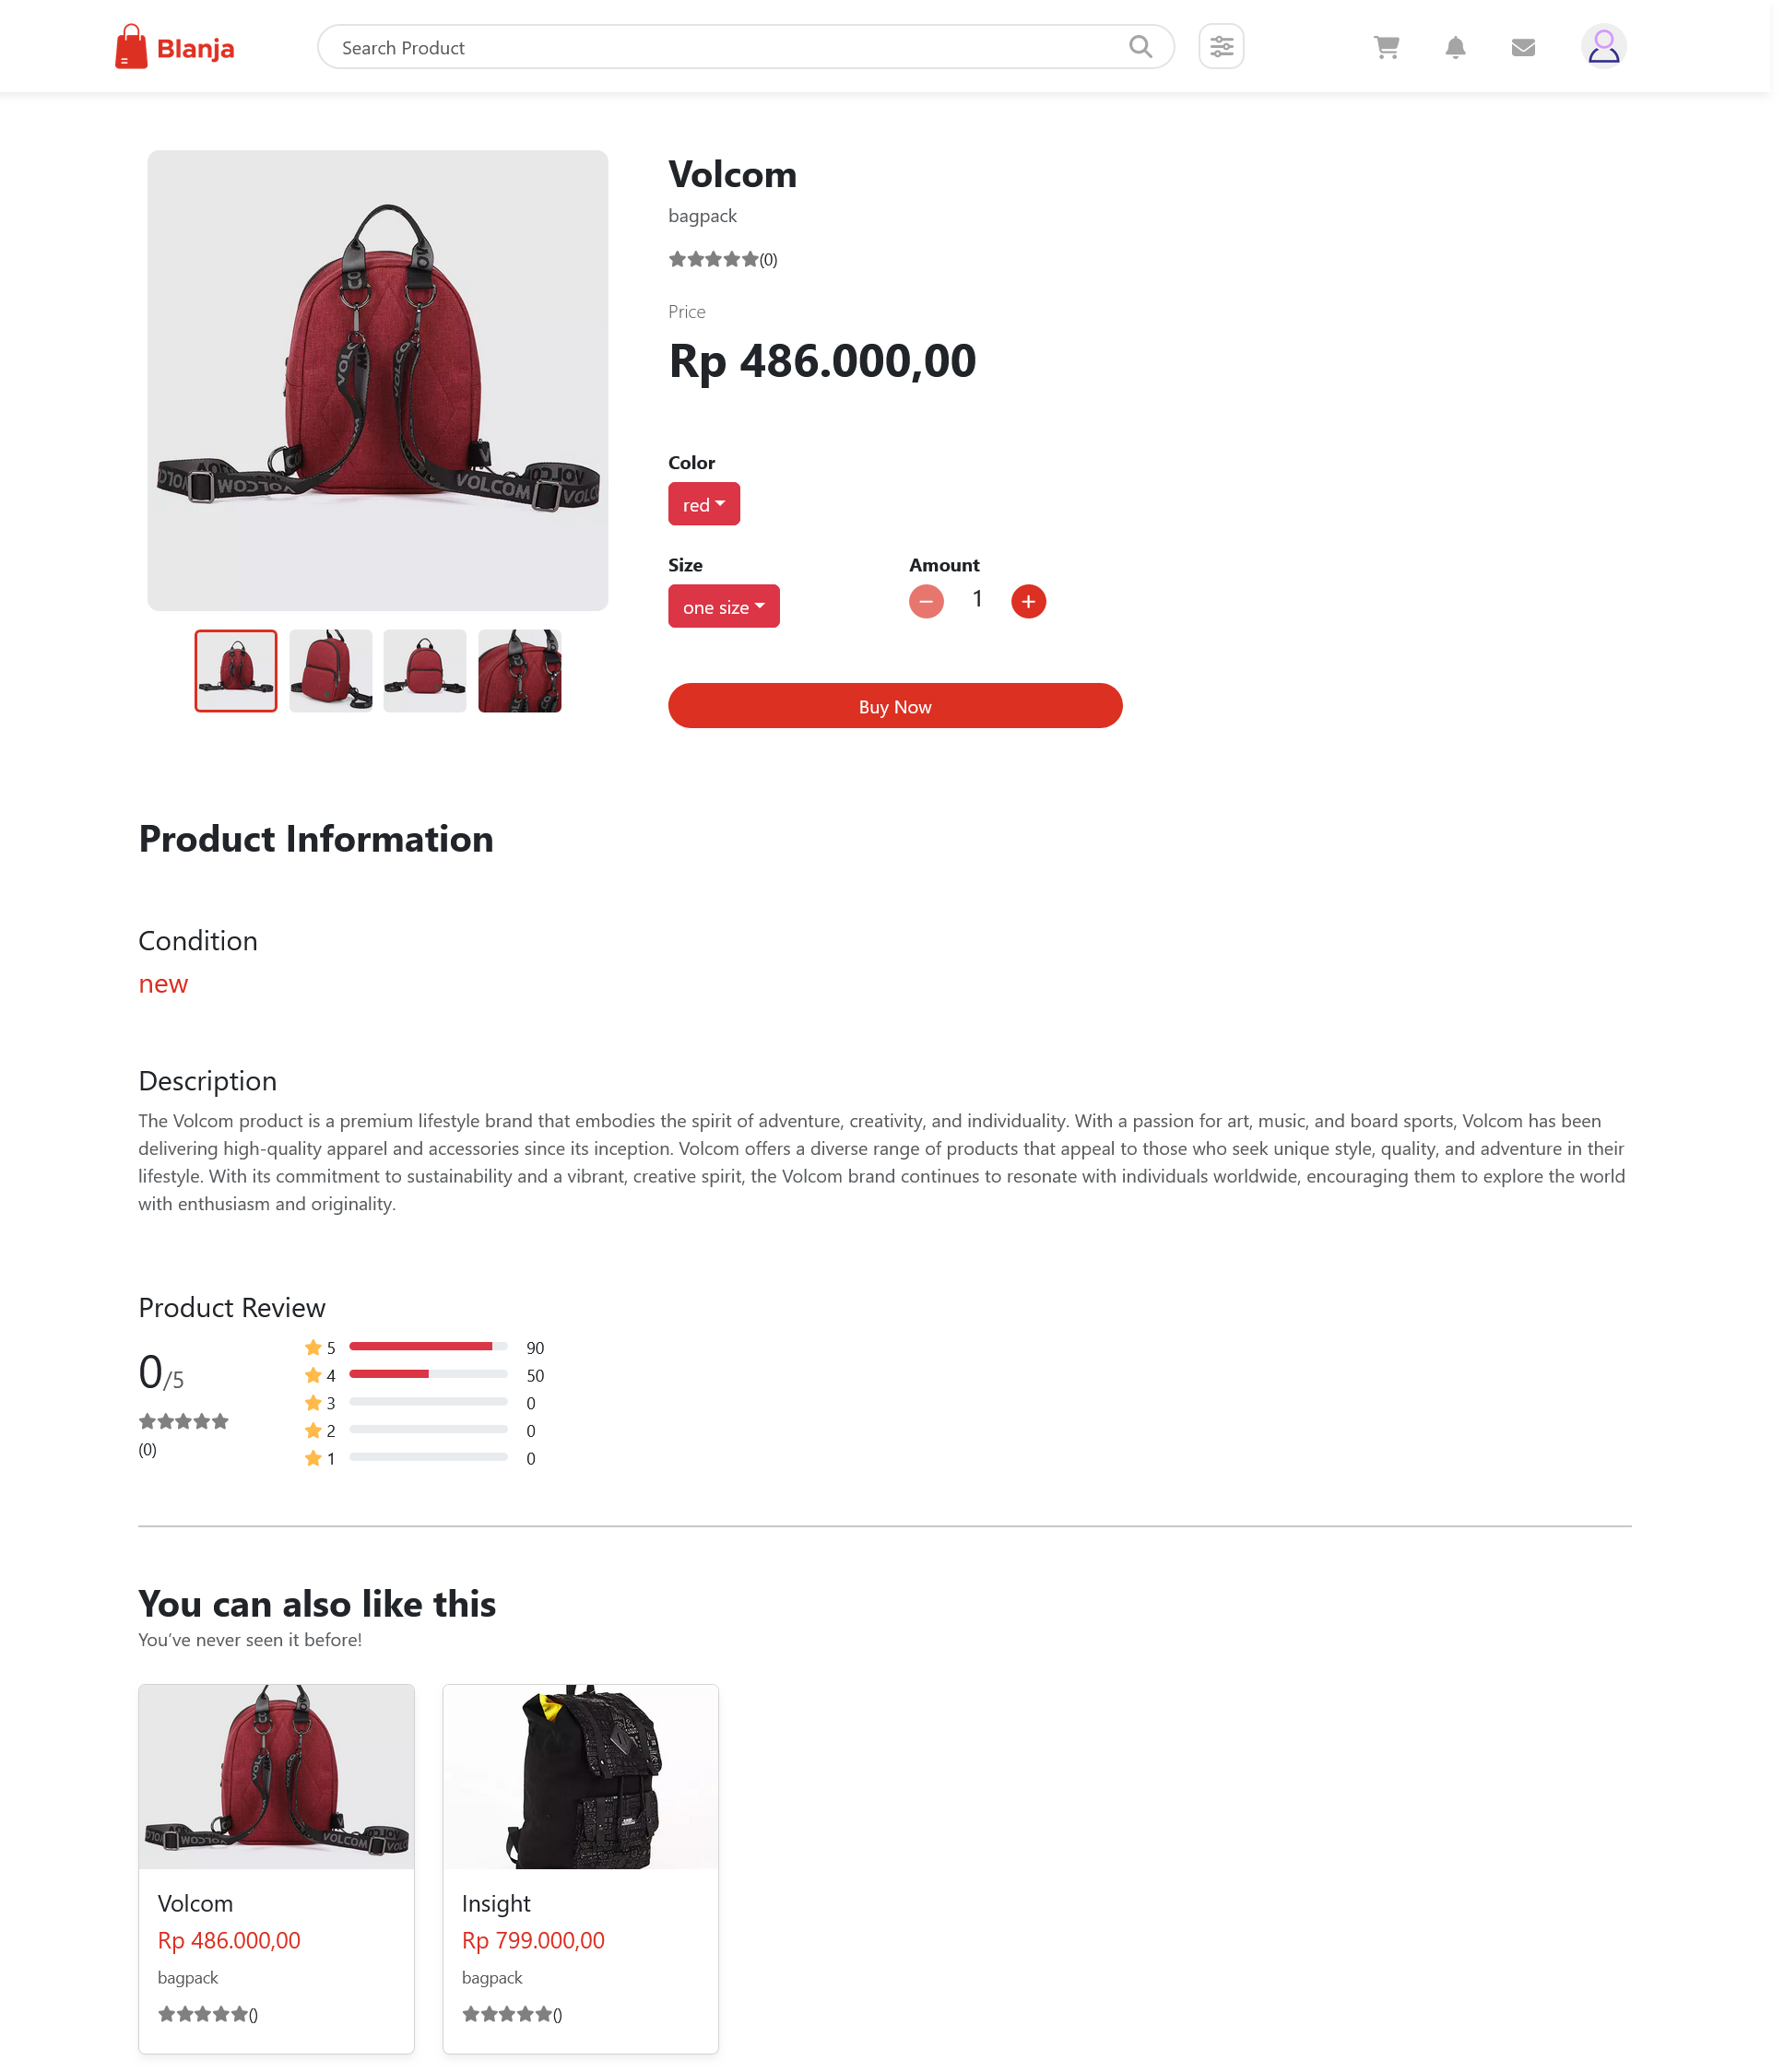 Blanja
Search Product
Volcom
bagpack
(0)
Price
Rp 486.000,00
Color
red
Size
Amount
one size
1
Buy Now
VOLCOM
Product Information
Condition
new
Description
The Volcom product is a premium lifestyle brand that embodies the spirit of adventure, creativity, and individuality. With a passion for art, music, and board sports, Volcom has been
delivering high-quality apparel and accessories since its inception. Volcom offers a diverse range of products that appeal to those who seek unique style, quality, and adventure in their
lifestyle. With its commitment to sustainability and a vibrant, creative spirit, the Volcom brand continues to resonate with individuals worldwide, encouraging them to explore the world
with enthusiasm and originality.
Product Review
0/5
(0)
5 90
4 50
3 0
2 0
1 0
You can also like this
You’ve never seen it before!
VOLCOM
Volcom
Rp 486.000,00
bagpack
()
Insight
Rp 799.000,00
bagpack
()